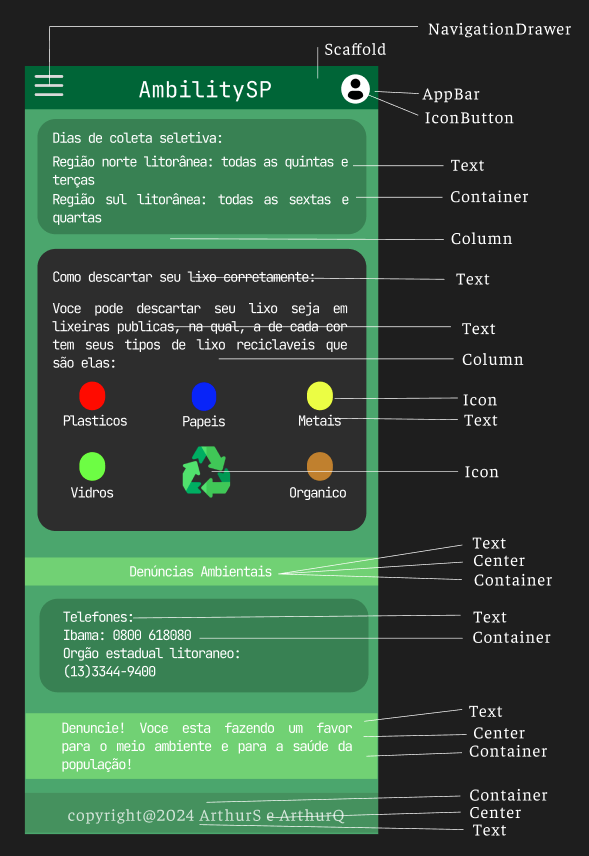 NavigationDrawer
Scaffold
AmbilitySP
AppBar
IconButton
Dias de coleta seletiva:
Região norte litorânea: todas as quintas e
terças
Text
Região sul litorânea: todas as sextas e
quartas
Container
Column
Como descartar seu lixo corretamente:
Text
Voce pode descartar seu lixo seja em
lixeiras publicas, na qual, a de cada cor
tem seus tipos de lixo reciclaveis que
são elas:
Text
Column
Icon
Plasticos
Papeis
Metais
Text
Icon
Vidros
Organico
Denúncias Ambientais
Text
Center
Container
Telefones:
Text
Ibama: 0800 618080
Container
Orgão estadual litoraneo:
(13)3344-9400
Denuncie! Voce esta fazendo um favor
para o meio ambiente e para a saúde da
população!
Text
Center
Container
copyright@2024 ArthurS e ArthurQ
Container
Center
Text